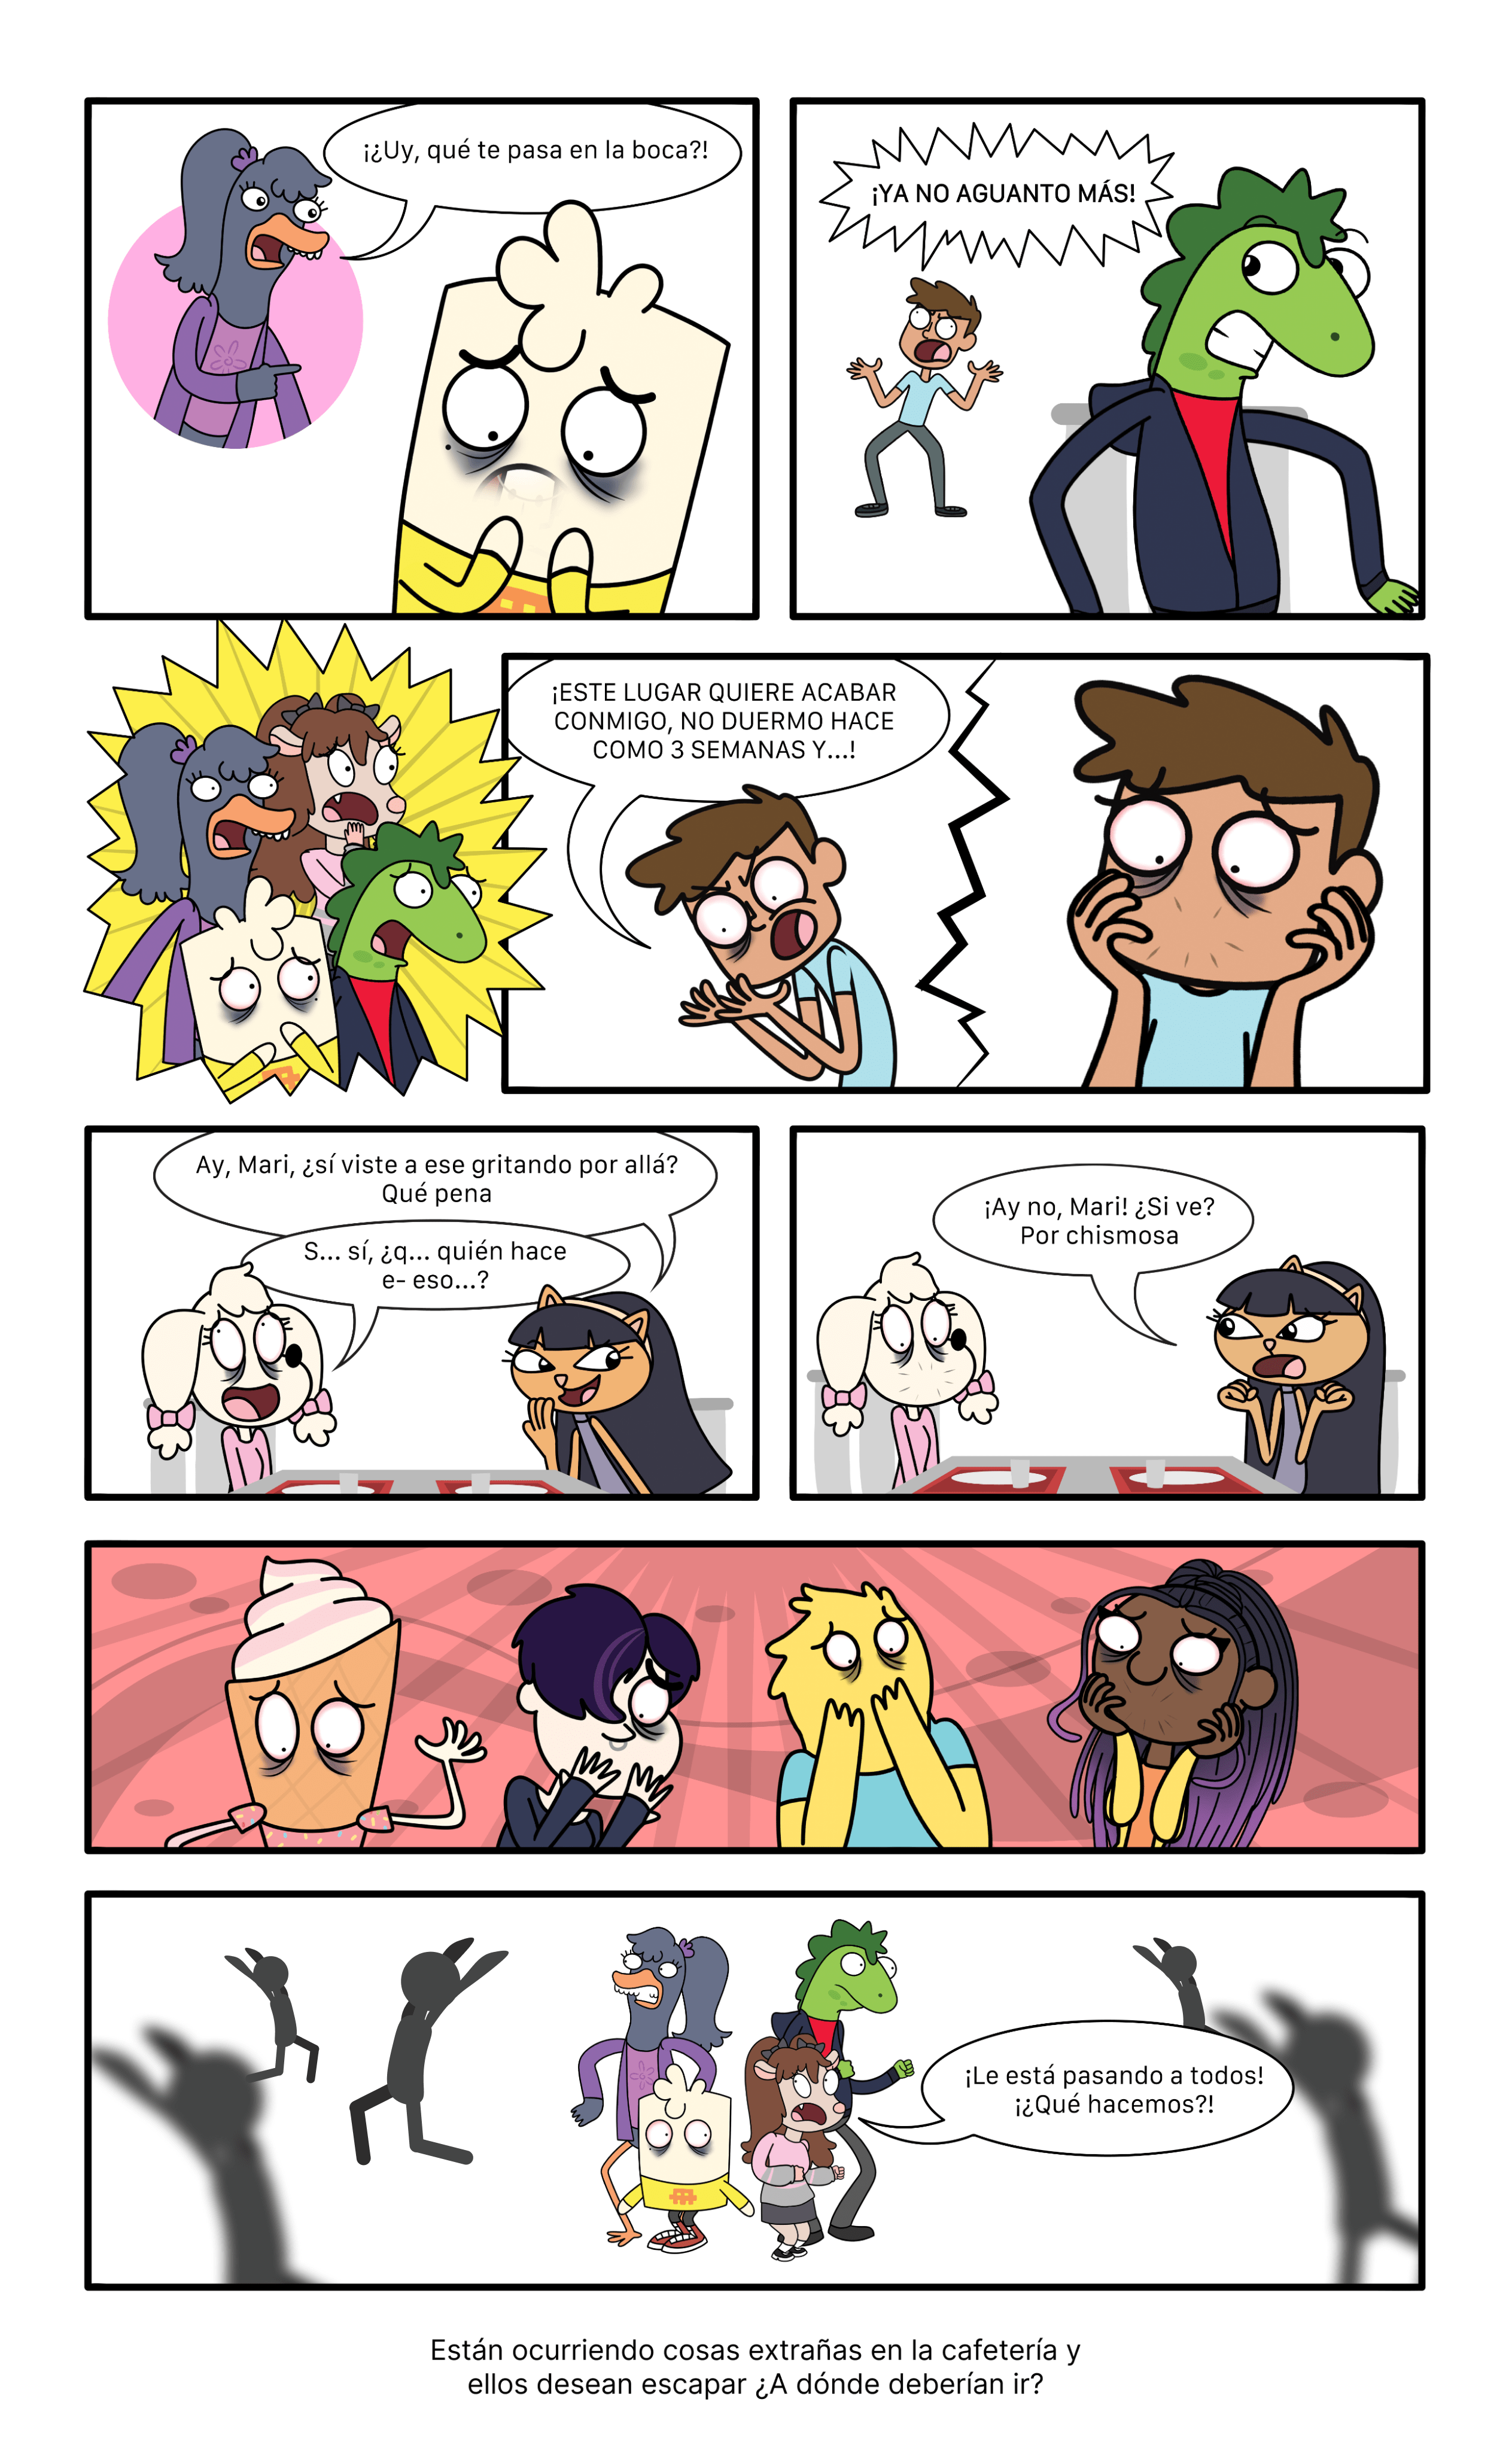 ¡¿Uy, qué te pasa en la boca?!
¡YA NO AGUANTO MÁS!
¡ESTE LUGAR QUIERE ACABAR
CONMIGO, NO DUERMO HACE
COMO 3 SEMANAS Y...!
Ay, Mari, ¿sí viste a ese gritando por allá?
Qué pena
S... sí, ¿q... quién hace
e- eso...?
¡Ay no, Mari! ¿Si ve?
Por chismosa
¡Le está pasando a todos!
¡¿Qué hacemos?!
Están ocurriendo cosas extrañas en la cafetería y
ellos desean escapar ¿A dónde deberían ir?